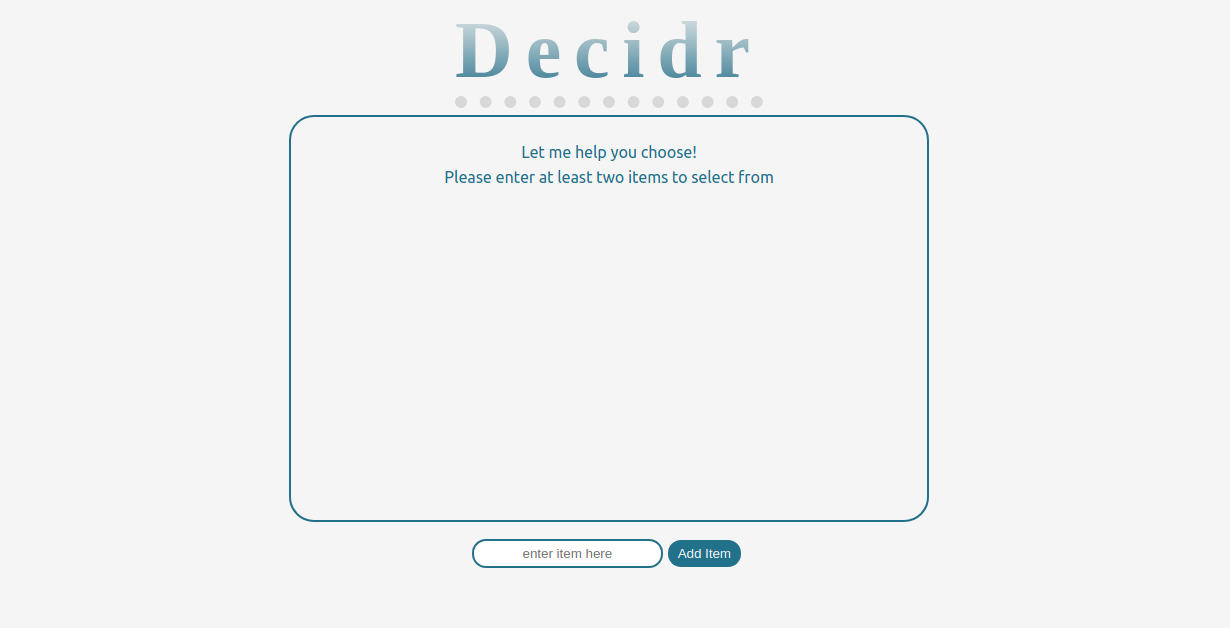 Decidr
Let me help you choose!
Please enter at least two items to select from
enter item here
Add Item